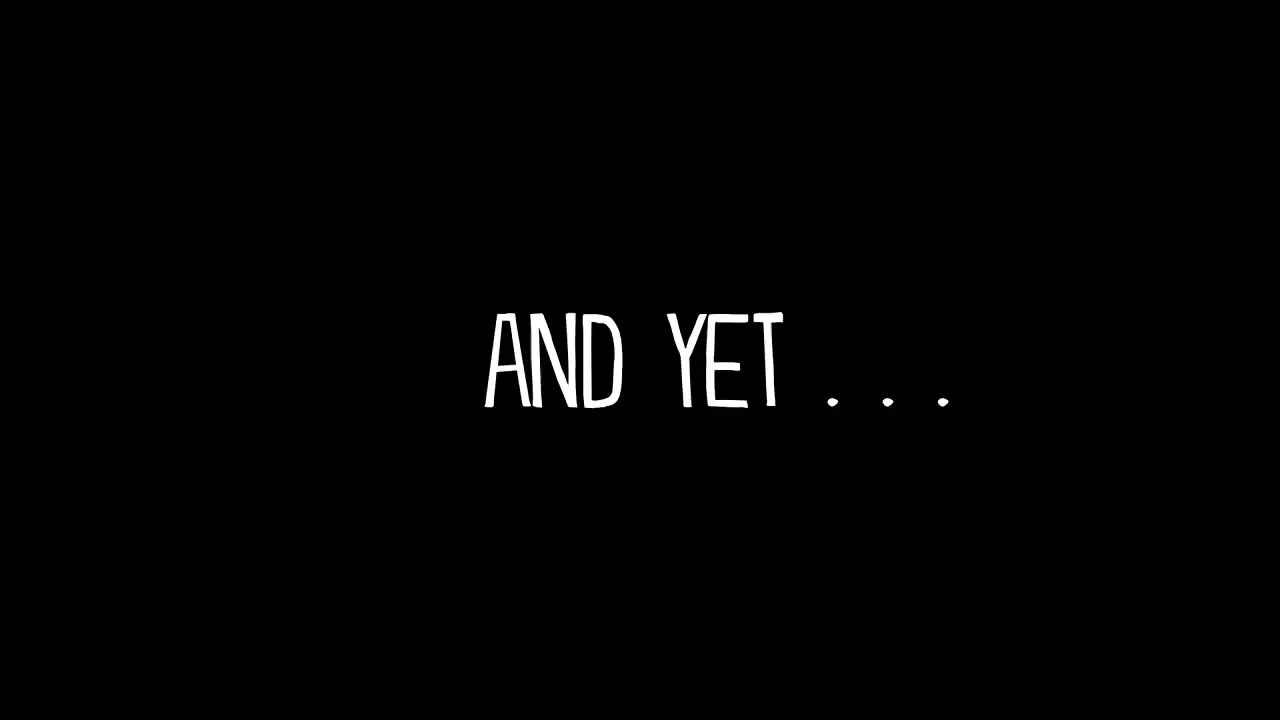 AND YET . . .